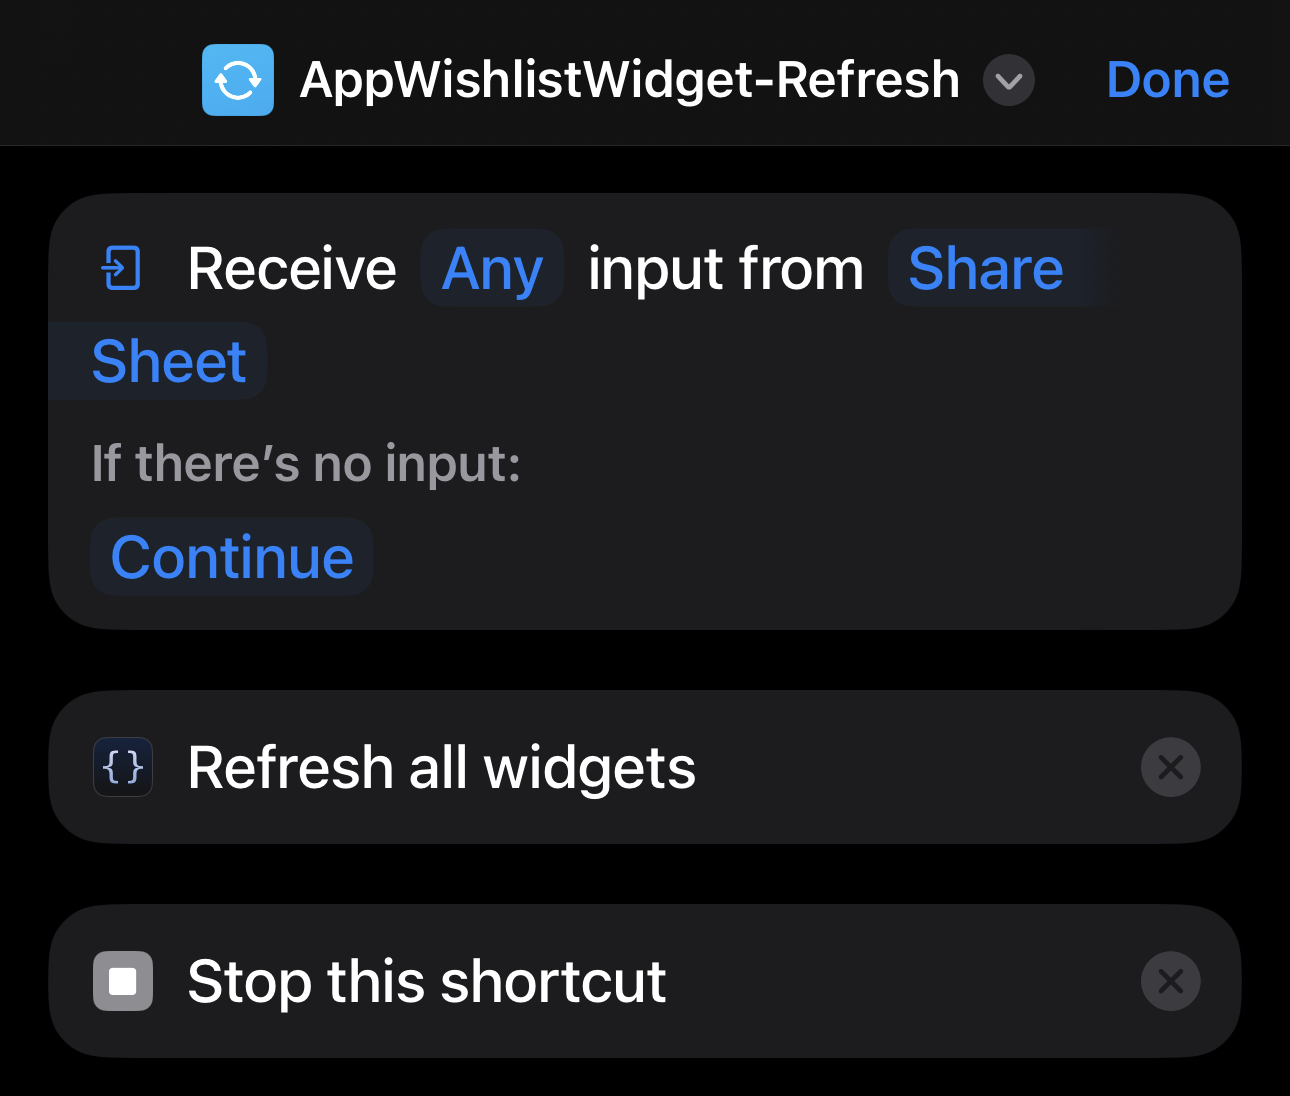 AppWishlistWidget-Refresh Done
Receive Any input from Share
Sheet
If there’s no input:
Continue
{} Refresh all widgets
Stop this shortcut